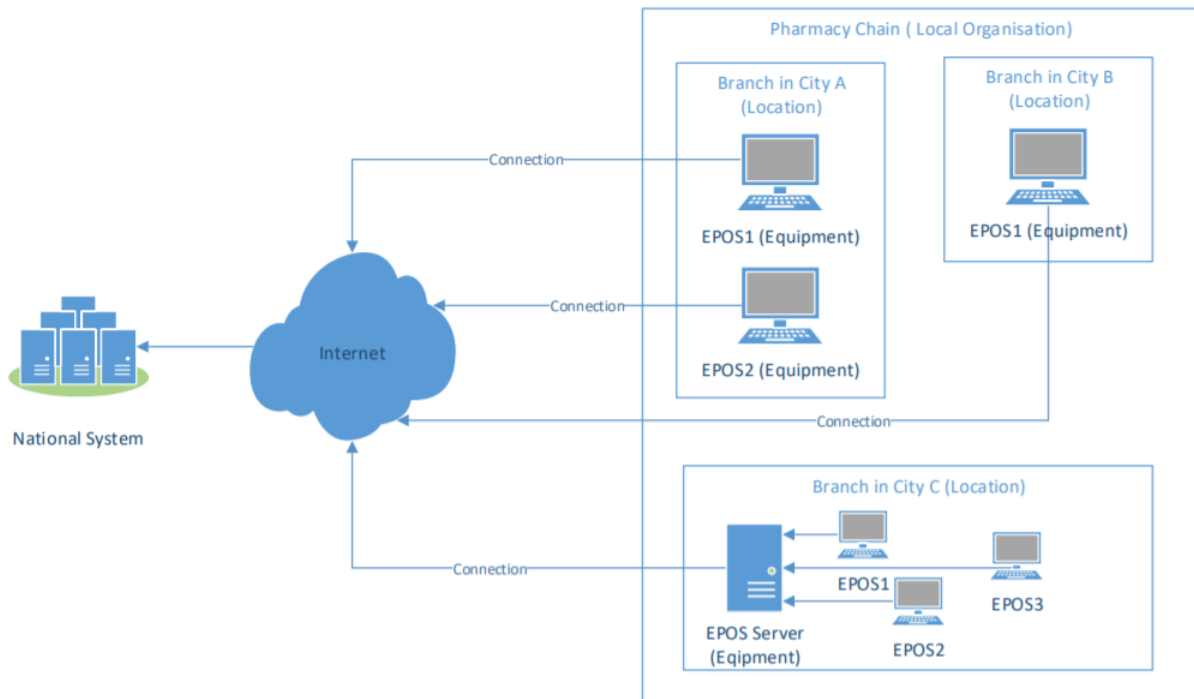 Pharmacy Chain ( Local Organisation)
Branch in City A
(Location)
Branch in City B
(Location)
Connection
EPOS1 (Equipment)
EPOS1 (Equipment)
Connection
Internet
EPOS2 (Equipment)
Connection
National System
Branch in City C (Location)
Connection
EPOS1
EPOS3
EPOS Server
(Eqipment)
EPOS2